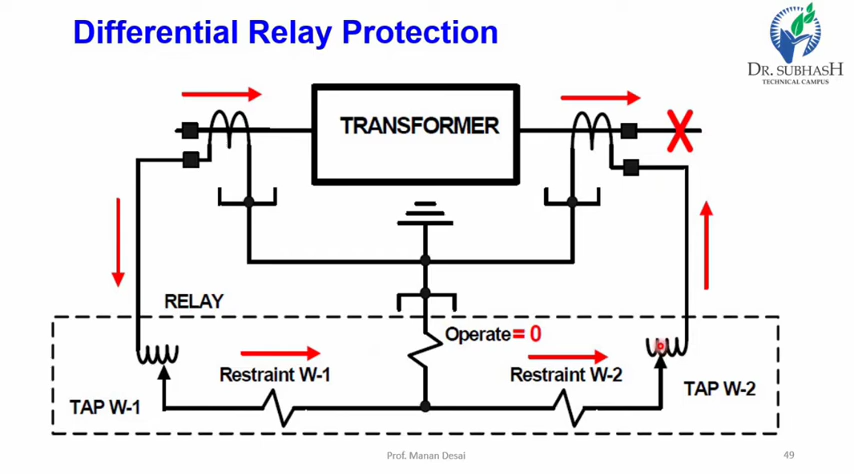 Differential Relay Protection
DR. SUBHASH
TECHNICAL CAMPUS
TRANSFORMER
RELAY
Operate = 0
Restraint W-1
Restraint W-2
TAP W-1
TAP W-2
Prof. Manan Desai
49